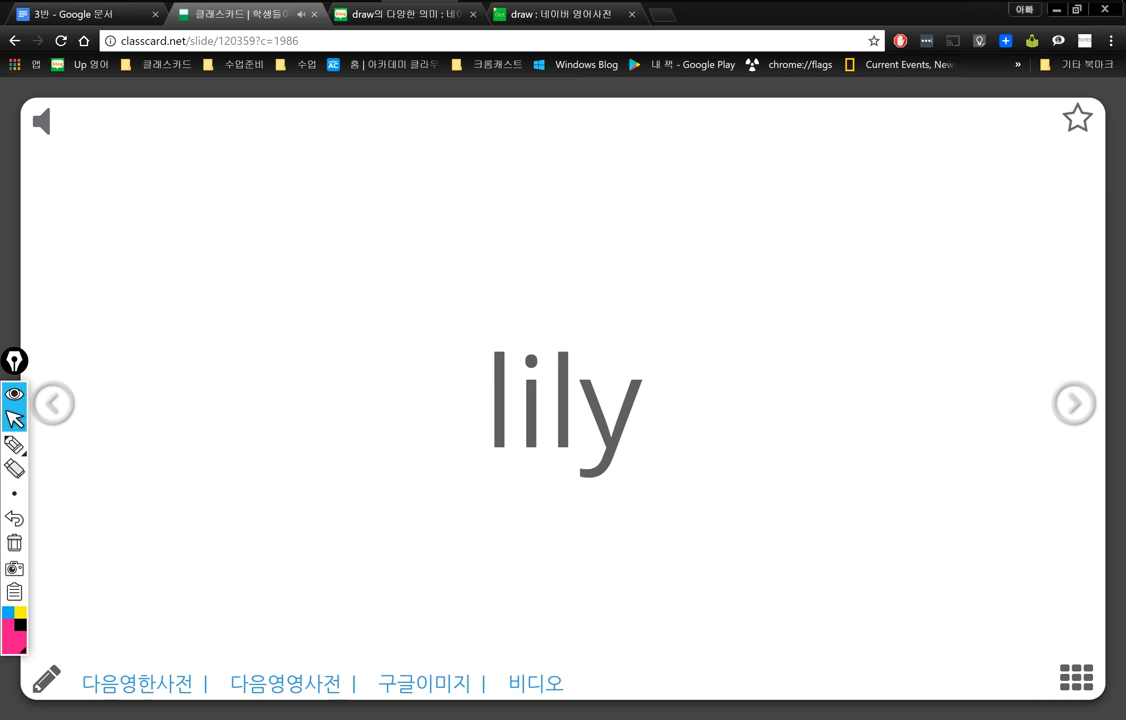 3반 - Google 문서
클래스카드 | 학생들이
draw의 다양한 의미 : 네이
draw : 네이버 영어사전
아빠
classcard.net/slide/120359?c=1986
앱
Up 영어
클래스카드
수업준비
수업
홈 | 아카데미 클라우
크롬캐스트
Windows Blog
내 책 - Google Play
chrome://flags
Current Events, New
»
기타 북마크
lily
다음영한사전 |
다음영영사전 |
구글이미지 |
비디오